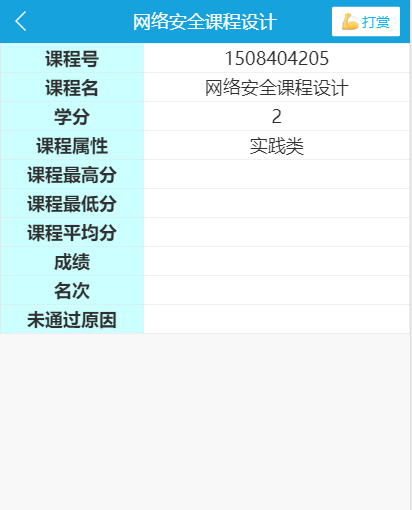 网络安全课程设计
打赏
课程号 1508404205
课程名 网络安全课程设计
学分 2
课程属性 实践类
课程最高分
课程最低分
课程平均分
成绩
名次
未通过原因